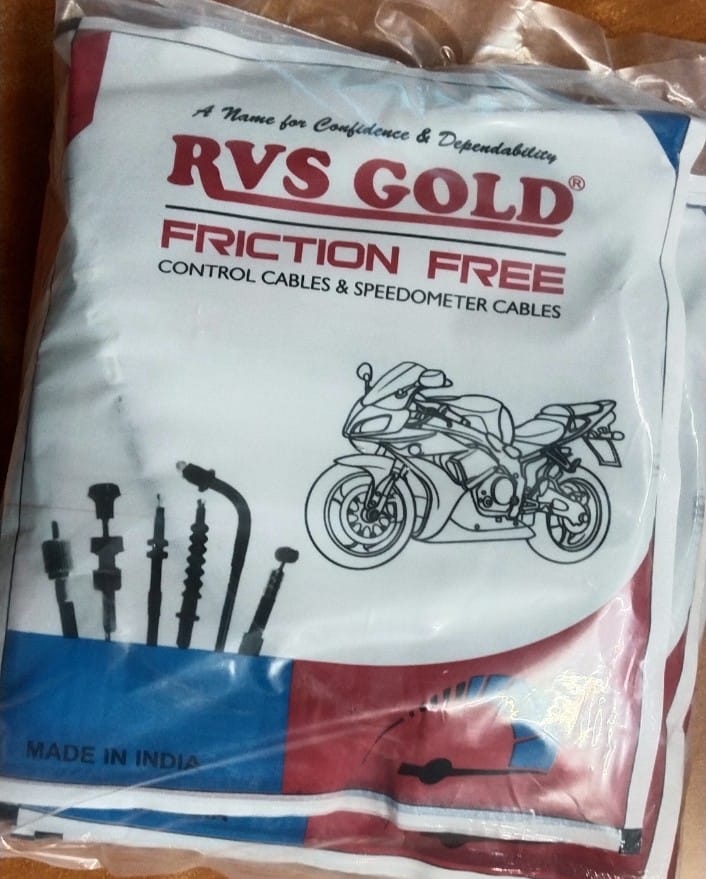 A Name for Confidence & Dependability
RVS GOLD®
FRICTION FREE
CONTROL CABLES & SPEEDOMETER CABLES
MADE IN INDIA